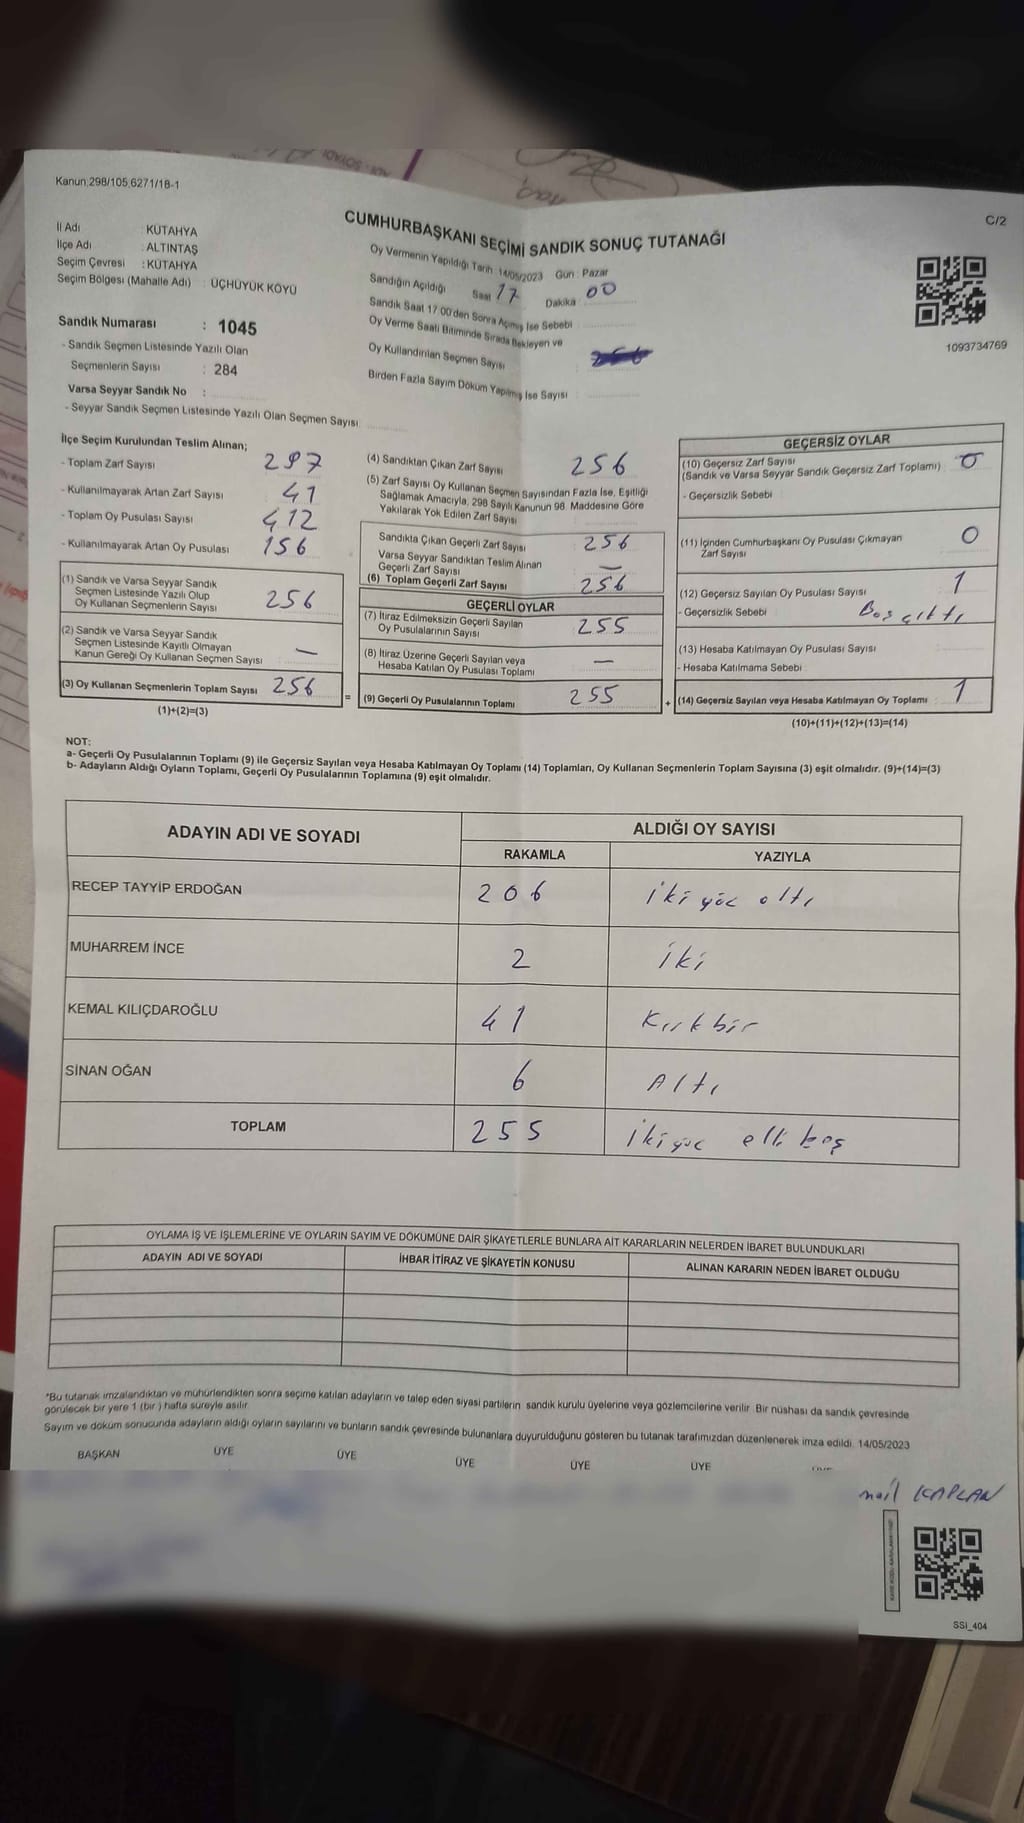 Kanun:298/105,6271/18-1
C/2
CUMHURBAŞKANI SEÇİMİ SANDIK SONUÇ TUTANAĞI
İl Adı : KÜTAHYA
İlçe Adı : ALTINTAŞ
Seçim Çevresi : KÜTAHYA
Seçim Bölgesi (Mahalle Adı) : ÜÇHÜYÜK KÖYÜ
Sandık Numarası : 1045
- Sandık Seçmen Listesinde Yazılı Olan
Seçmenlerin Sayısı : 284
Varsa Seyyar Sandık No :
- Seyyar Sandık Seçmen Listesinde Yazılı Olan Seçmen Sayısı
Oy Vermenin Yapıldığı Tarih 14/05/2023 Gün : Pazar
Sandığın Açıldığı Saat 17 Dakika 00
Sandık Saat 17:00'den Sonra Açılmış İse Sebebi
Oy Verme Saati Bitiminde Sırada Bekleyen ve
Oy Kullandırılan Seçmen Sayısı
Birden Fazla Sayım Döküm Yapılmış İse Sayısı
1093734769
İlçe Seçim Kurulundan Teslim Alınan;
- Toplam Zarf Sayısı 297
- Kullanılmayarak Artan Zarf Sayısı 41
- Toplam Oy Pusulası Sayısı 412
- Kullanılmayarak Artan Oy Pusulası 156
(1) Sandık ve Varsa Seyyar Sandık
Seçmen Listesinde Yazılı Olup
Oy Kullanan Seçmenlerin Sayısı 256
(2) Sandık ve Varsa Seyyar Sandık
Seçmen Listesinde Kayıtlı Olmayan
Kanun Gereği Oy Kullanan Seçmen Sayısı —
(3) Oy Kullanan Seçmenlerin Toplam Sayısı 256
(1)+(2)=(3)
(4) Sandıktan Çıkan Zarf Sayısı 256
(5) Zarf Sayısı Oy Kullanan Seçmen Sayısından Fazla İse, Eşitliği
Sağlamak Amacıyla, 298 Sayılı Kanunun 98. Maddesine Göre
Yakılarak Yok Edilen Zarf Sayısı
Sandıkta Çıkan Geçerli Zarf Sayısı 256
Varsa Seyyar Sandıktan Teslim Alınan
Geçerli Zarf Sayısı —
(6) Toplam Geçerli Zarf Sayısı 256
GEÇERLİ OYLAR
(7) İtiraz Edilmeksizin Geçerli Sayılan
Oy Pusulalarının Sayısı 255
(8) İtiraz Üzerine Geçerli Sayılan veya
Hesaba Katılan Oy Pusulası Toplamı —
= (9) Geçerli Oy Pusulalarının Toplamı 255
GEÇERSİZ OYLAR
(10) Geçersiz Zarf Sayısı
(Sandık ve Varsa Seyyar Sandık Geçersiz Zarf Toplamı) 0
- Geçersizlik Sebebi
(11) İçinden Cumhurbaşkanı Oy Pusulası Çıkmayan
Zarf Sayısı 0
(12) Geçersiz Sayılan Oy Pusulası Sayısı 1
- Geçersizlik Sebebi Boş çıktı
(13) Hesaba Katılmayan Oy Pusulası Sayısı
- Hesaba Katılmama Sebebi
+ (14) Geçersiz Sayılan veya Hesaba Katılmayan Oy Toplamı 1
(10)+(11)+(12)+(13)=(14)
NOT:
a- Geçerli Oy Pusulalarının Toplamı (9) ile Geçersiz Sayılan veya Hesaba Katılmayan Oy Toplamı (14) Toplamları, Oy Kullanan Seçmenlerin Toplam Sayısına (3) eşit olmalıdır. (9)+(14)=(3)
b- Adayların Aldığı Oyların Toplamı, Geçerli Oy Pusulalarının Toplamına (9) eşit olmalıdır.
ADAYIN ADI VE SOYADI
ALDIĞI OY SAYISI
RAKAMLA YAZIYLA
RECEP TAYYİP ERDOĞAN 206 iki yüz altı
MUHARREM İNCE 2 iki
KEMAL KILIÇDAROĞLU 41 Kırk bir
SİNAN OĞAN 6 Altı
TOPLAM 255 iki yüz elli beş
OYLAMA İŞ VE İŞLEMLERİNE VE OYLARIN SAYIM VE DÖKÜMÜNE DAİR ŞİKAYETLERLE BUNLARA AİT KARARLARIN NELERDEN İBARET BULUNDUKLARI
ADAYIN ADI VE SOYADI İHBAR İTİRAZ VE ŞİKAYETİN KONUSU ALINAN KARARIN NEDEN İBARET OLDUĞU
*Bu tutanak imzalandıktan ve mühürlendikten sonra seçime katılan adayların ve talep eden siyasi partilerin sandık kurulu üyelerine veya gözlemcilerine verilir. Bir nüshası da sandık çevresinde
görülecek bir yere 1 (bir ) hafta süreyle asılır.
Sayım ve döküm sonucunda adayların aldığı oyların sayılarını ve bunların sandık çevresinde bulunanlara duyurulduğunu gösteren bu tutanak tarafımızdan düzenlenerek imza edildi. 14/05/2023
BAŞKAN ÜYE ÜYE ÜYE ÜYE ÜYE
mail KAPLAN
SSİ_404